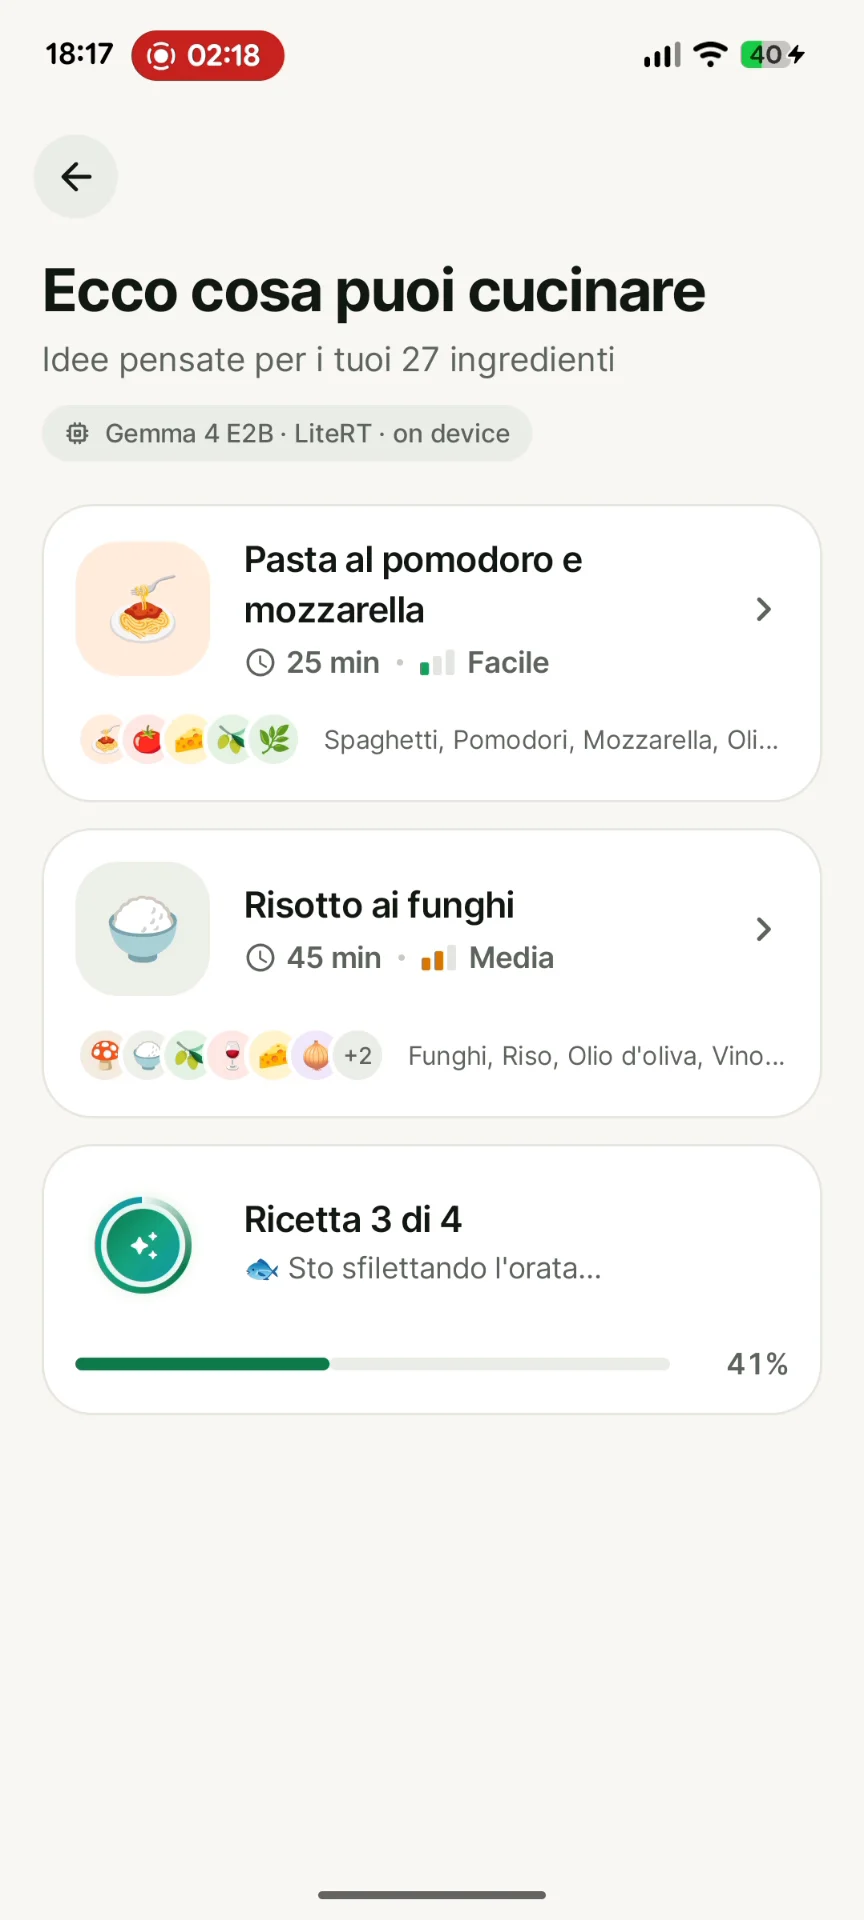 18:17
02:18
40
Ecco cosa puoi cucinare
Idee pensate per i tuoi 27 ingredienti
Gemma 4 E2B · LiteRT · on device
Pasta al pomodoro e
mozzarella
25 min · Facile
Spaghetti, Pomodori, Mozzarella, Oli...
Risotto ai funghi
45 min · Media
+2 Funghi, Riso, Olio d'oliva, Vino...
Ricetta 3 di 4
Sto sfilettando l'orata...
41%